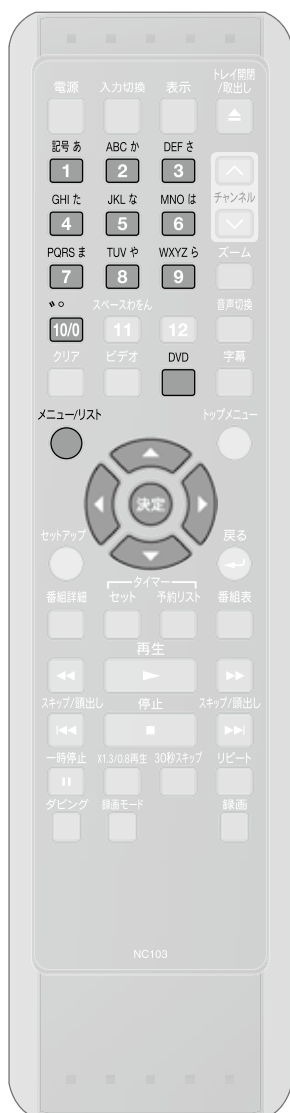 電源 入力切換 表示 トレイ開閉
/取出し
記号 あ ABC か DEF さ
1 2 3
GHI た JKL な MNO は チャンネル
4 5 6
PQRS ま TUV や WXYZ ら ズーム
7 8 9
゛゜ スペースわをん 音声切換
10/0 11 12
クリア ビデオ DVD 字幕
メニュー/リスト トップメニュー
決定
セットアップ 戻る
タイマー
番組詳細 セット 予約リスト 番組表
再生
スキップ/頭出し 停止 スキップ/頭出し
一時停止 X1.3/0.8再生 30秒スキップ リピート
ダビング 録画モード 録画
NC103